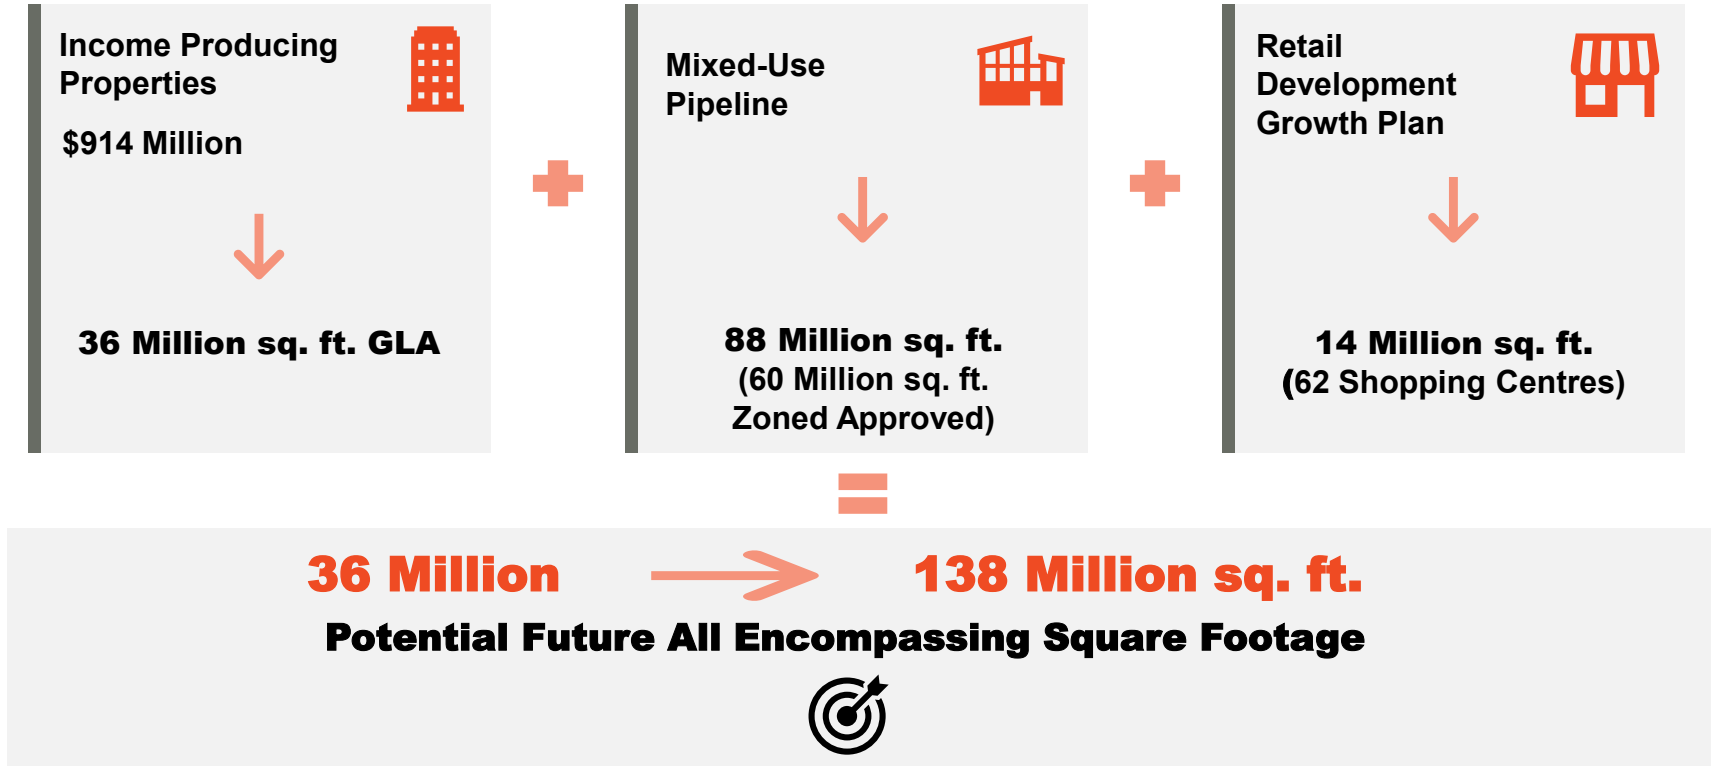 Income Producing
Properties
$914 Million
36 Million sq. ft. GLA
Mixed-Use
Pipeline
88 Million sq. ft.
(60 Million sq. ft.
Zoned Approved)
Retail
Development
Growth Plan
14 Million sq. ft.
(62 Shopping Centres)
36 Million
138 Million sq. ft.
Potential Future All Encompassing Square Footage